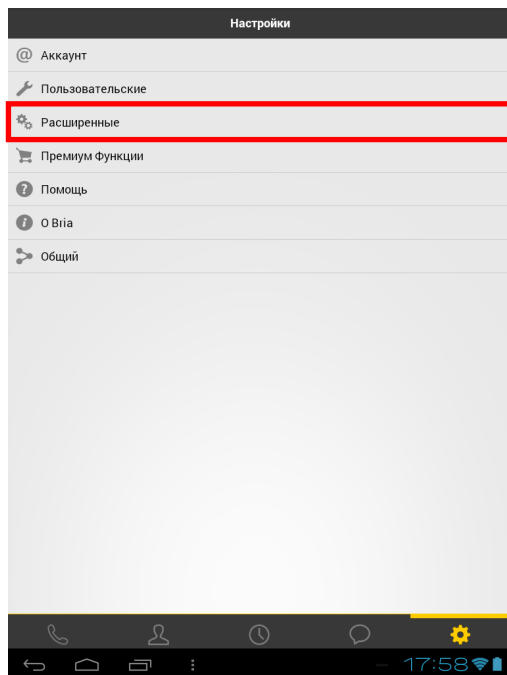 Настройки
Аккаунт
Пользовательские
Расширенные
Премиум Функции
Помощь
О Bria
Общий
17:58